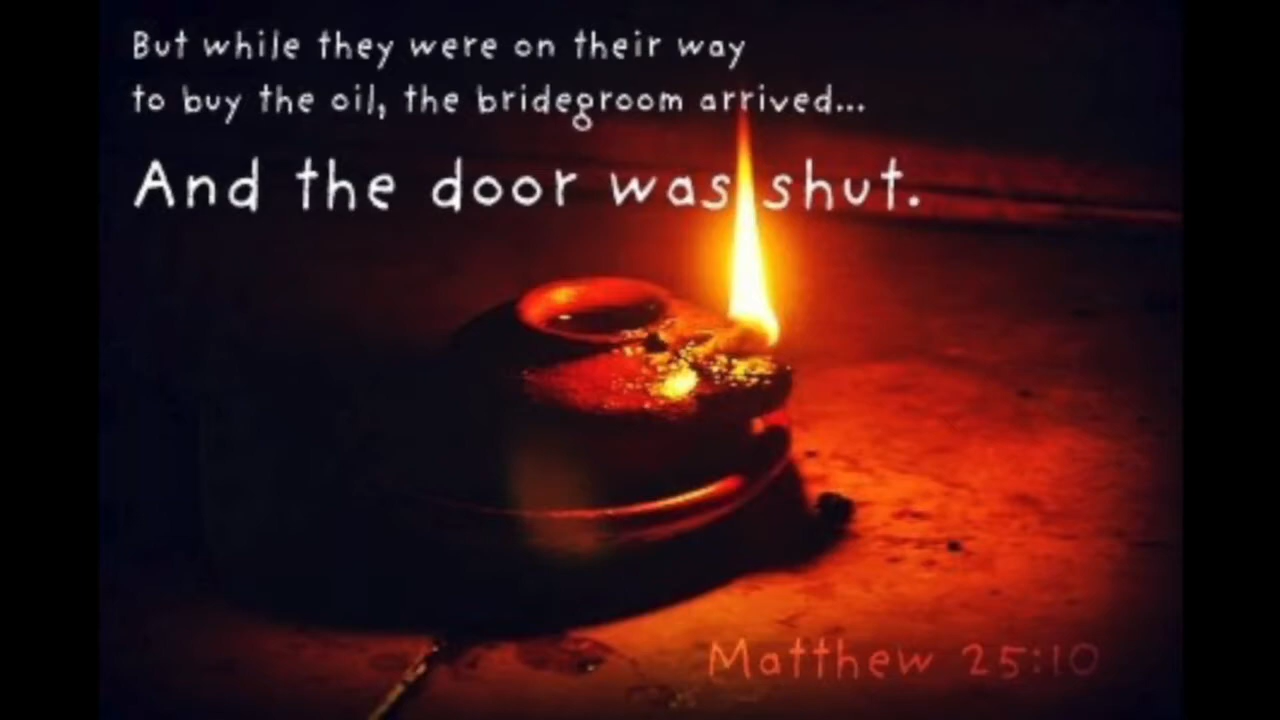 But while they were on their way
to buy the oil, the bridegroom arrived...
And the door was shut.
Matthew 25:10